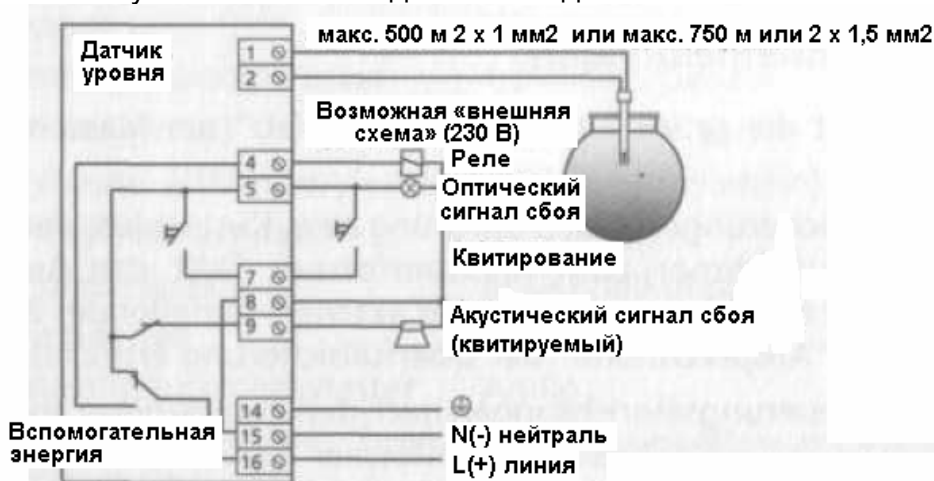 Датчик
уровня
макс. 500 м 2 x 1 мм2 или макс. 750 м или 2 x 1,5 мм2
1
2
Возможная «внешняя
схема» (230 В)
4
Реле
5
Оптический
сигнал сбоя
Квитирование
7
8
9
Акустический сигнал сбоя
(квитируемый)
14
Вспомогательная
энергия
15
N(-) нейтраль
16
L(+) линия